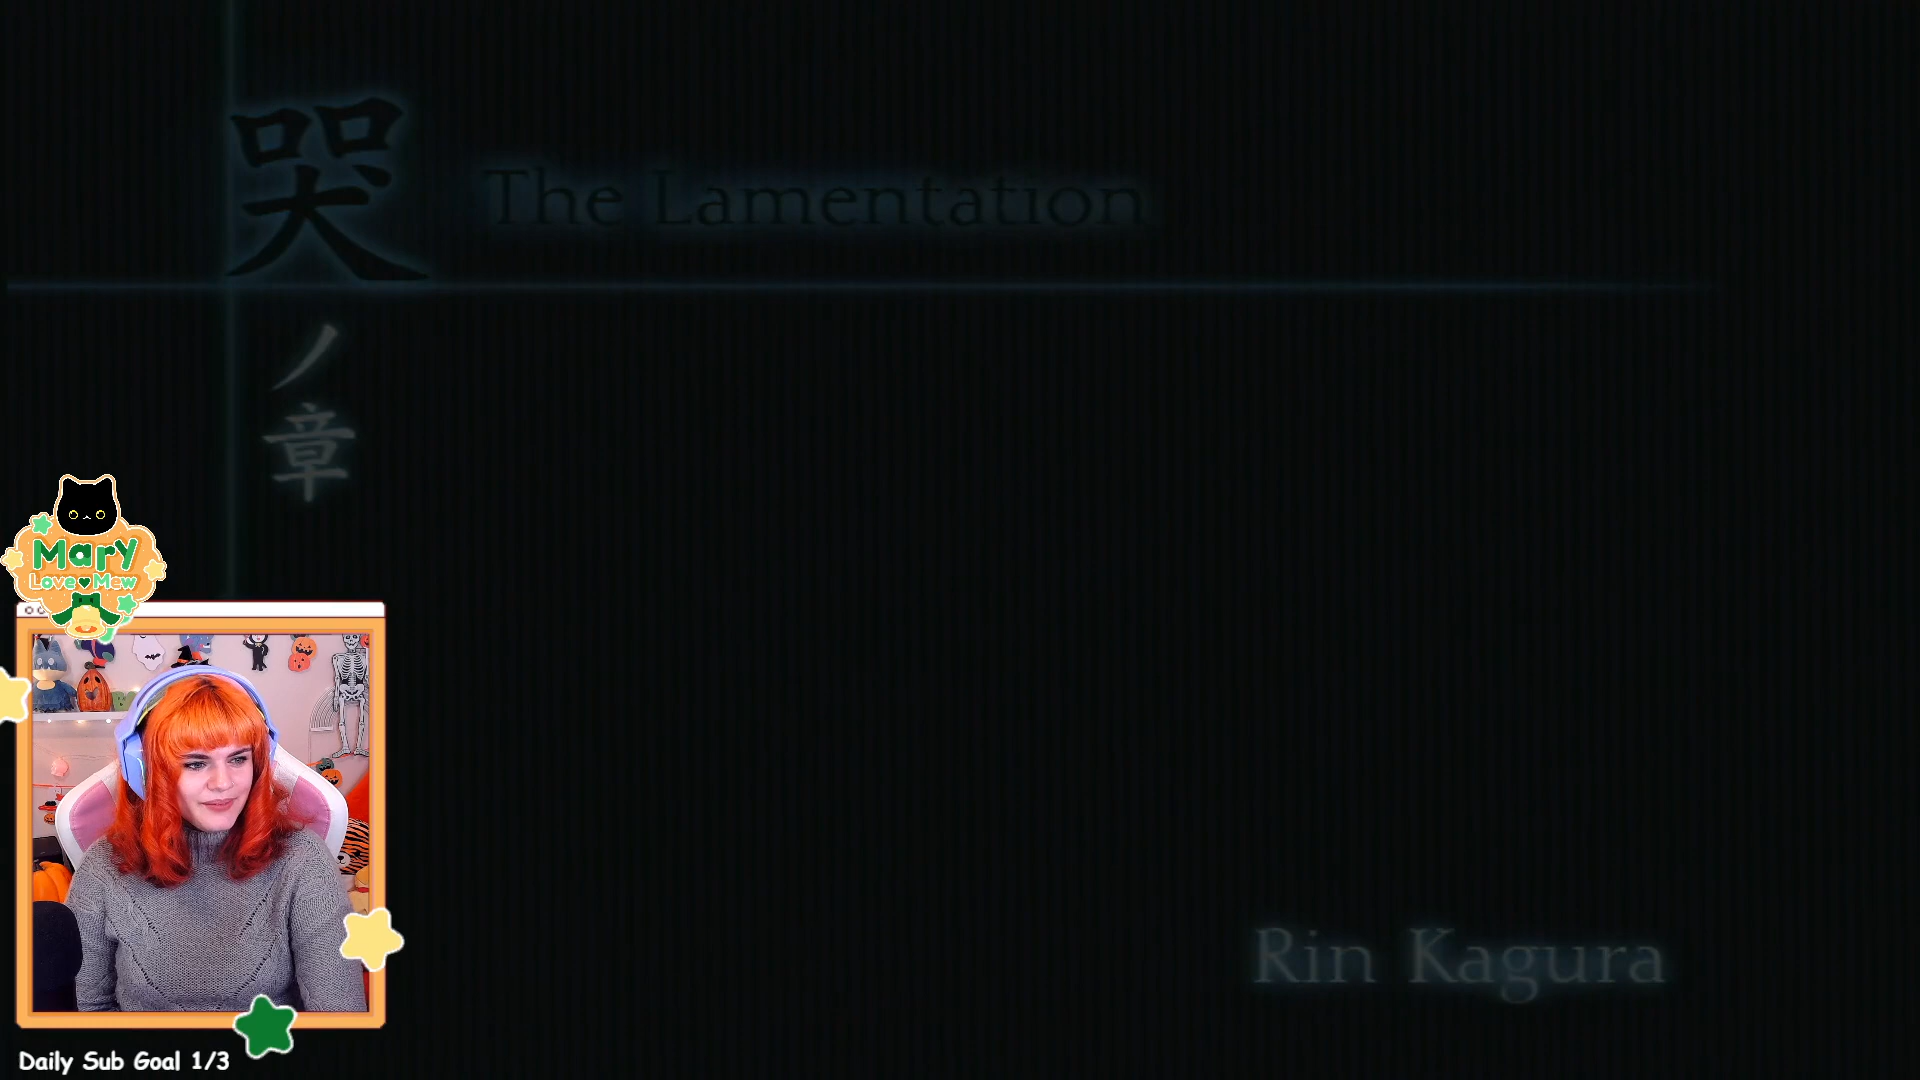 哭ノ章
The Lamentation
Mary
Love Mew
Rin Kagura
Daily Sub Goal 1/3